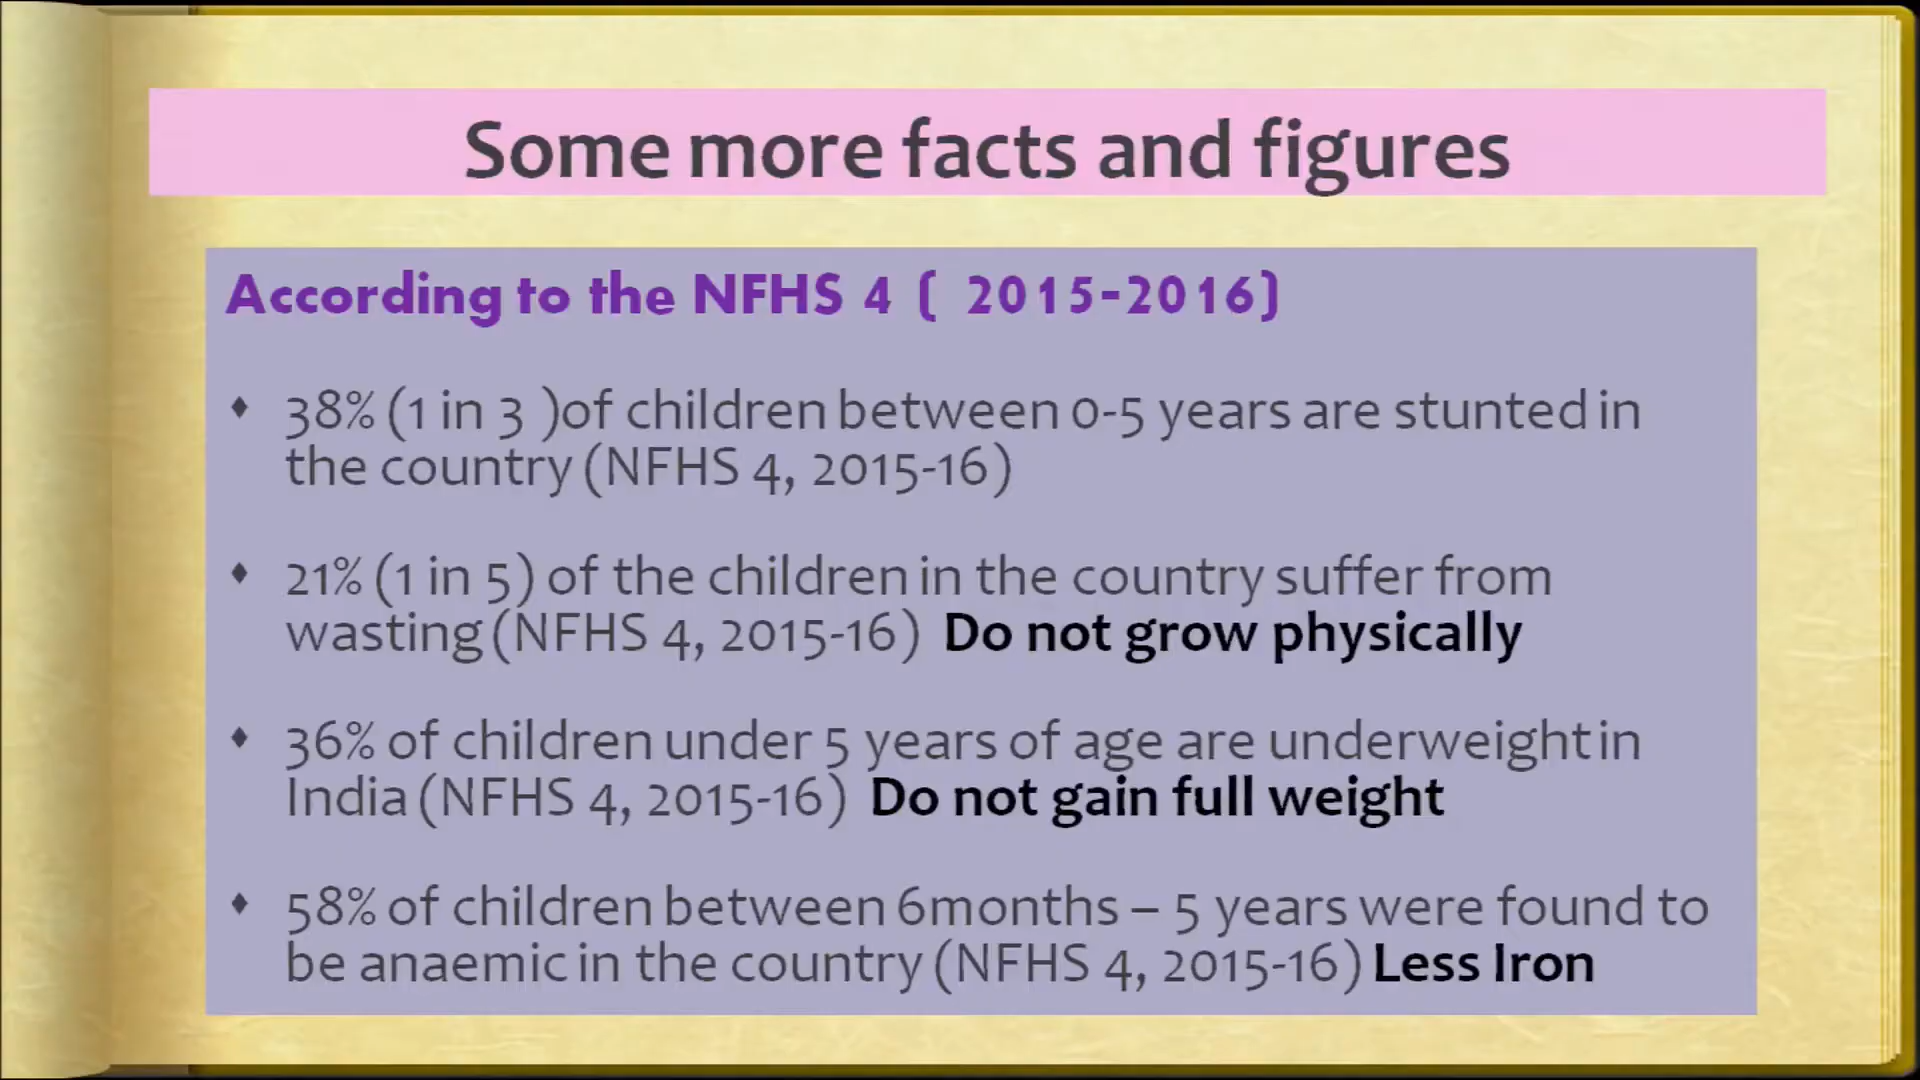 Some more facts and figures
According to the NFHS 4 ( 2015-2016)
♦ 38% (1 in 3 )of children between 0-5 years are stunted in
the country (NFHS 4, 2015-16)
♦ 21% (1 in 5) of the children in the country suffer from
wasting (NFHS 4, 2015-16) Do not grow physically
♦ 36% of children under 5 years of age are underweight in
India (NFHS 4, 2015-16) Do not gain full weight
♦ 58% of children between 6months – 5 years were found to
be anaemic in the country (NFHS 4, 2015-16) Less Iron